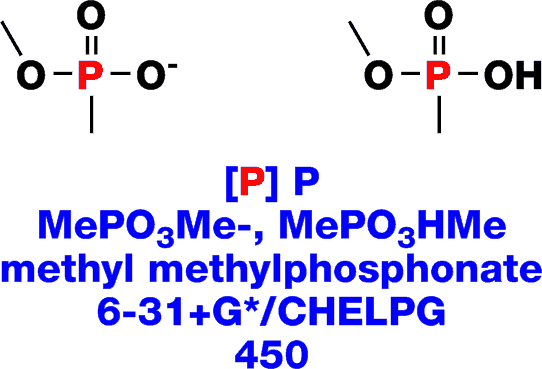 O O
O P O- O P OH
[P] P
MePO3Me-, MePO3HMe
methyl methylphosphonate
6-31+G*/CHELPG
450